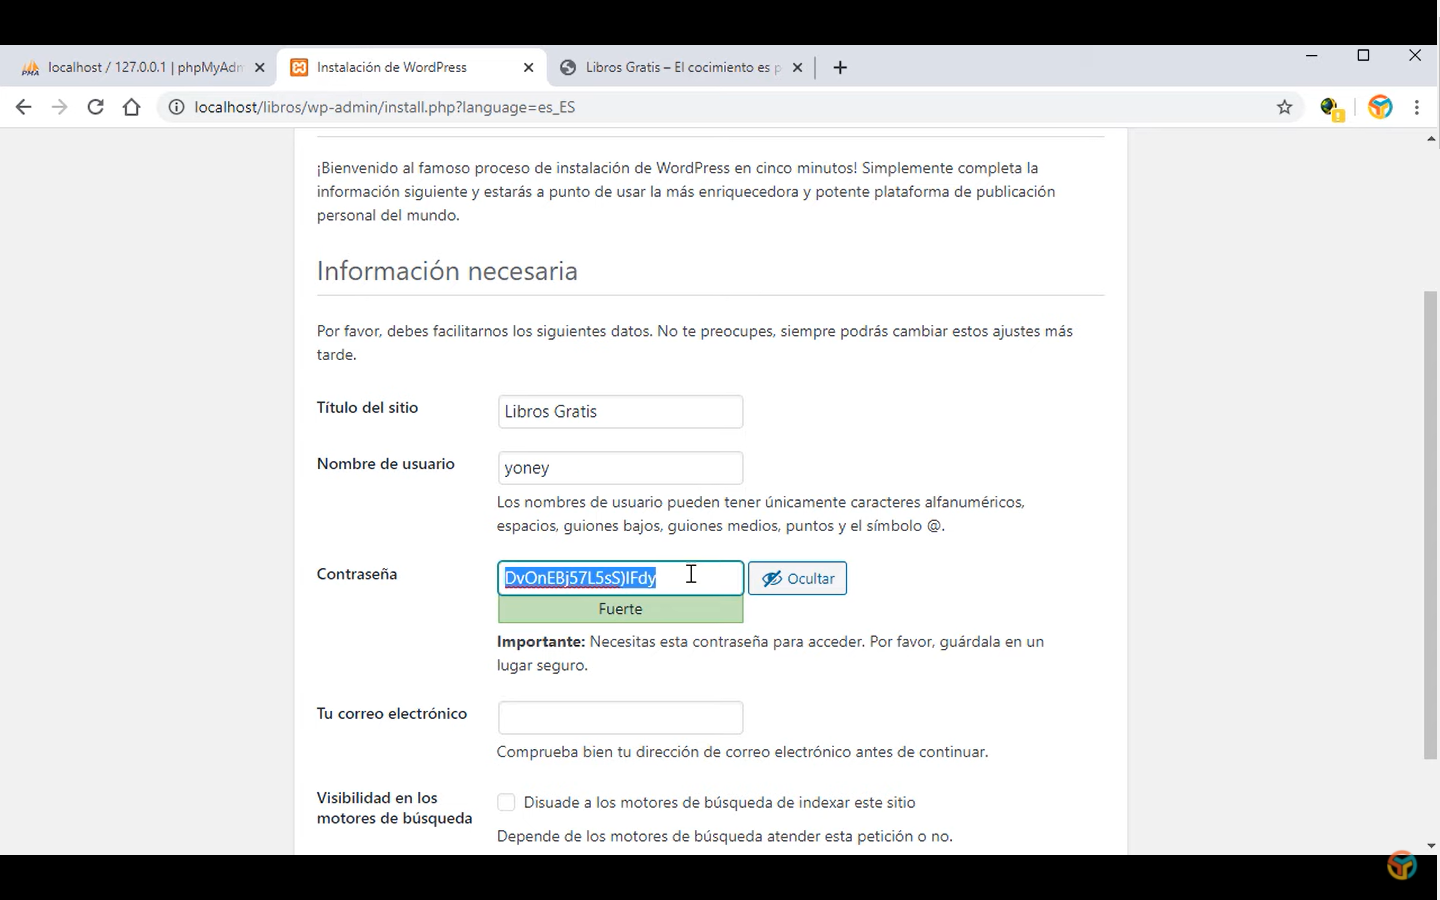 localhost / 127.0.0.1 | phpMyAdm
Instalación de WordPress
Libros Gratis – El cocimiento es p
localhost/libros/wp-admin/install.php?language=es_ES
¡Bienvenido al famoso proceso de instalación de WordPress en cinco minutos! Simplemente completa la
información siguiente y estarás a punto de usar la más enriquecedora y potente plataforma de publicación
personal del mundo.
Información necesaria
Por favor, debes facilitarnos los siguientes datos. No te preocupes, siempre podrás cambiar estos ajustes más
tarde.
Título del sitio
Libros Gratis
Nombre de usuario
yoney
Los nombres de usuario pueden tener únicamente caracteres alfanuméricos,
espacios, guiones bajos, guiones medios, puntos y el símbolo @.
Contraseña
DvOnEBj57L5sS)IFdy
Ocultar
Fuerte
Importante: Necesitas esta contraseña para acceder. Por favor, guárdala en un
lugar seguro.
Tu correo electrónico
Comprueba bien tu dirección de correo electrónico antes de continuar.
Visibilidad en los
motores de búsqueda
Disuade a los motores de búsqueda de indexar este sitio
Depende de los motores de búsqueda atender esta petición o no.